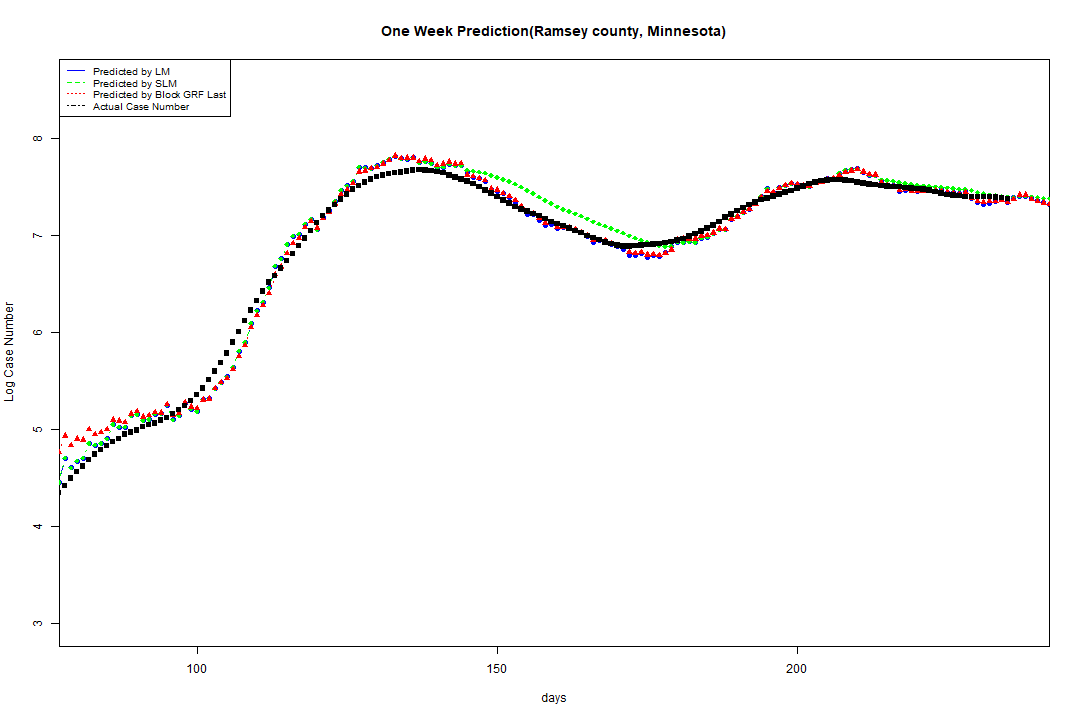 One Week Prediction(Ramsey county, Minnesota)
Predicted by LM
Predicted by SLM
Predicted by Block GRF Last
Actual Case Number
8
7
6
5
4
3
Log Case Number
100
150
200
days